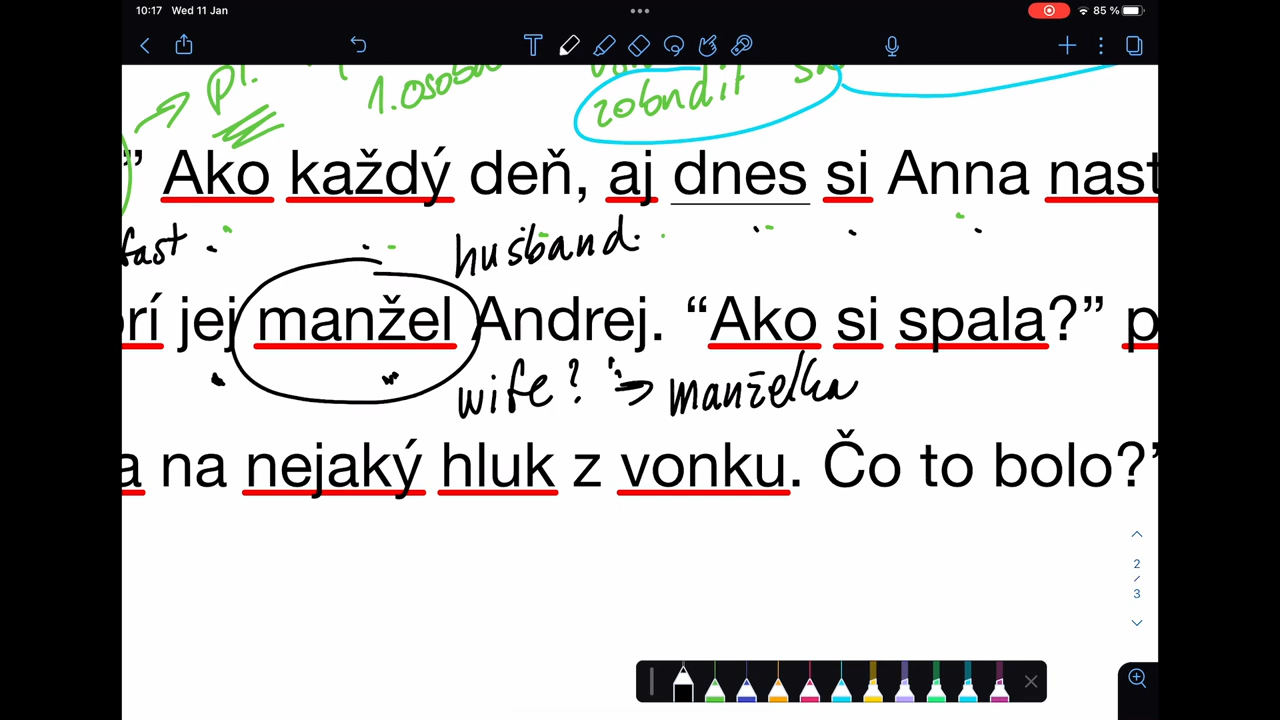 10:17 Wed 11 Jan
85 %
T
pl.
1.osoba
zobudiť sa
” Ako každý deň, aj dnes si Anna nast
fast
husband
orí jej manžel Andrej. “Ako si spala?” p
wife? → manželka
a na nejaký hluk z vonku. Čo to bolo?”
2
/
3